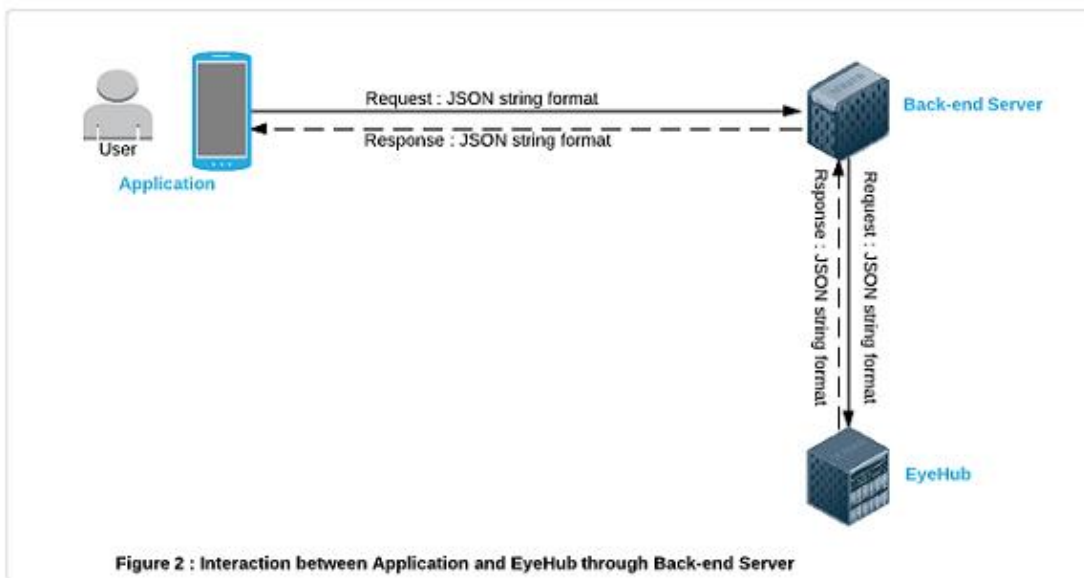 Request : JSON string format
Back-end Server
Response : JSON string format
User
Application
Rsponse : JSON string format
Request : JSON string format
EyeHub
Figure 2 : Interaction between Application and EyeHub through Back-end Server